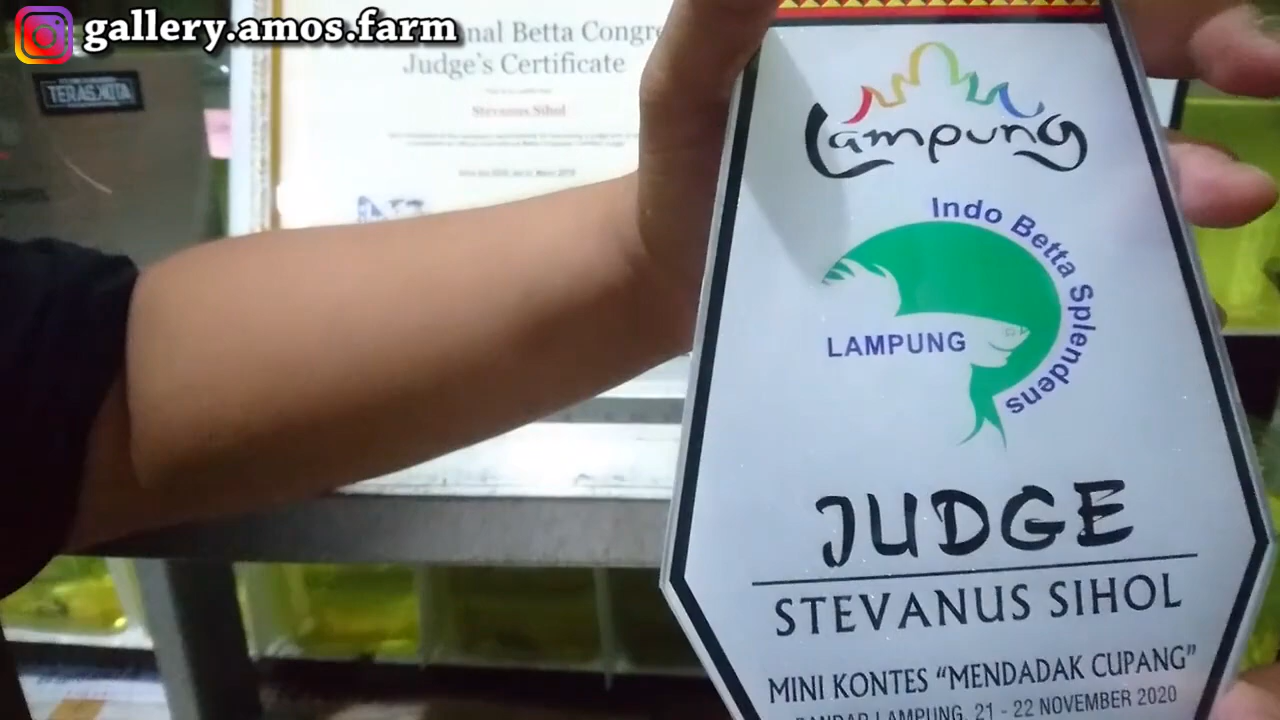 gallery.amos.farm
nal Betta Congre
Judge's Certificate
Stevanus Sihol
TERAS KOTA
Lampung
Indo Betta Splendens
LAMPUNG
JUDGE
STEVANUS SIHOL
MINI KONTES “MENDADAK CUPANG”
BANDAR LAMPUNG, 21 - 22 NOVEMBER 2020